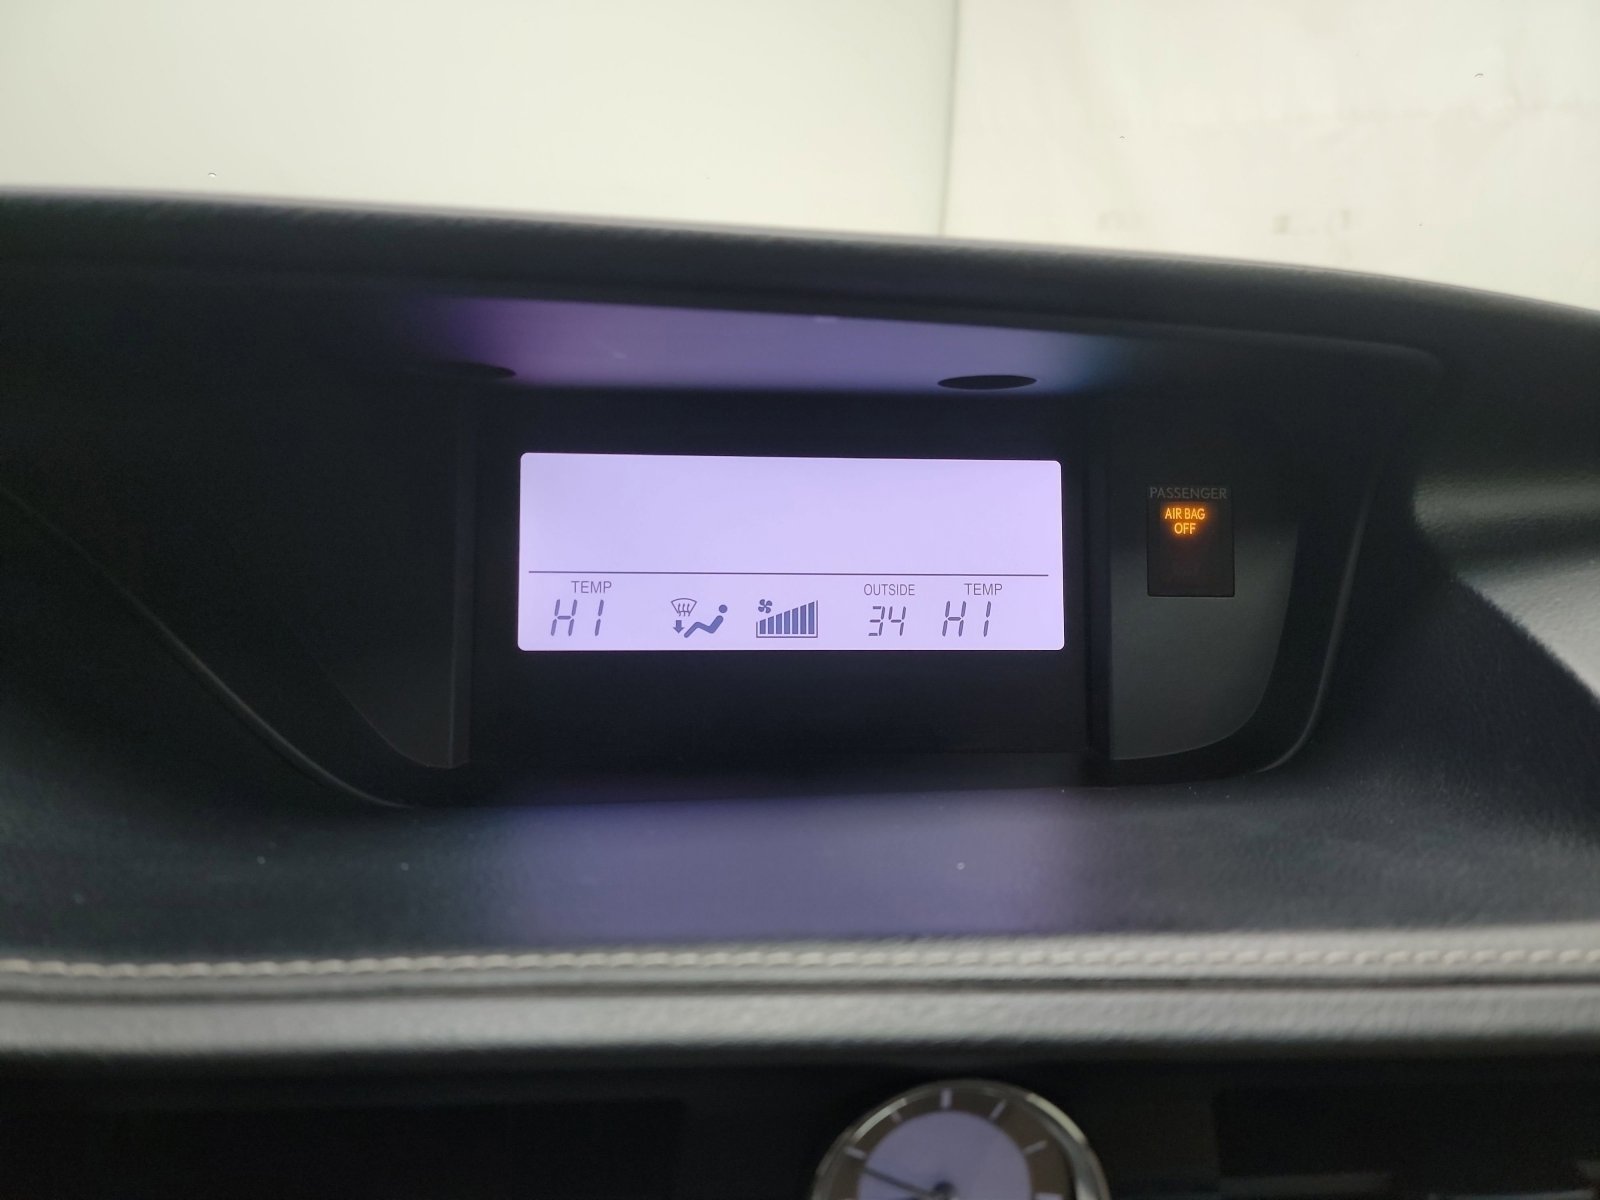 PASSENGER
AIR BAG
OFF
TEMP OUTSIDE TEMP
HI 34 HI